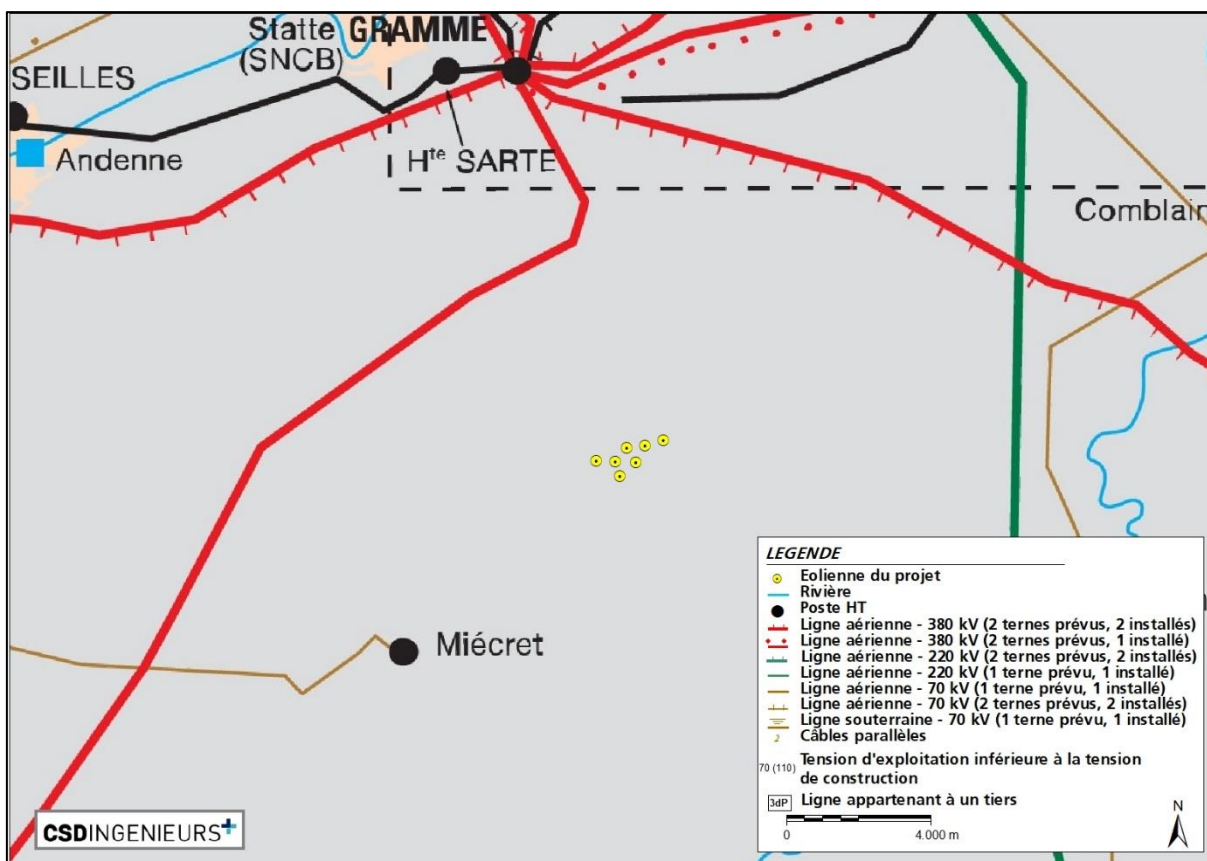 Statte
(SNCB)
GRAMME
SEILLES
Andenne
Hte SARTE
Comblain
Miécret
LEGENDE
Eolienne du projet
Rivière
Poste HT
Ligne aérienne - 380 kV (2 ternes prévus, 2 installés)
Ligne aérienne - 380 kV (2 ternes prévus, 1 installé)
Ligne aérienne - 220 kV (2 ternes prévus, 2 installés)
Ligne aérienne - 220 kV (1 terne prévu, 1 installé)
Ligne aérienne - 70 kV (1 terne prévu, 1 installé)
Ligne aérienne - 70 kV (2 ternes prévus, 2 installés)
Ligne souterraine - 70 kV (1 terne prévu, 1 installé)
2 Câbles parallèles
70 (110) Tension d'exploitation inférieure à la tension
de construction
3dP Ligne appartenant à un tiers
N
0 4.000 m
CSDINGENIEURS+